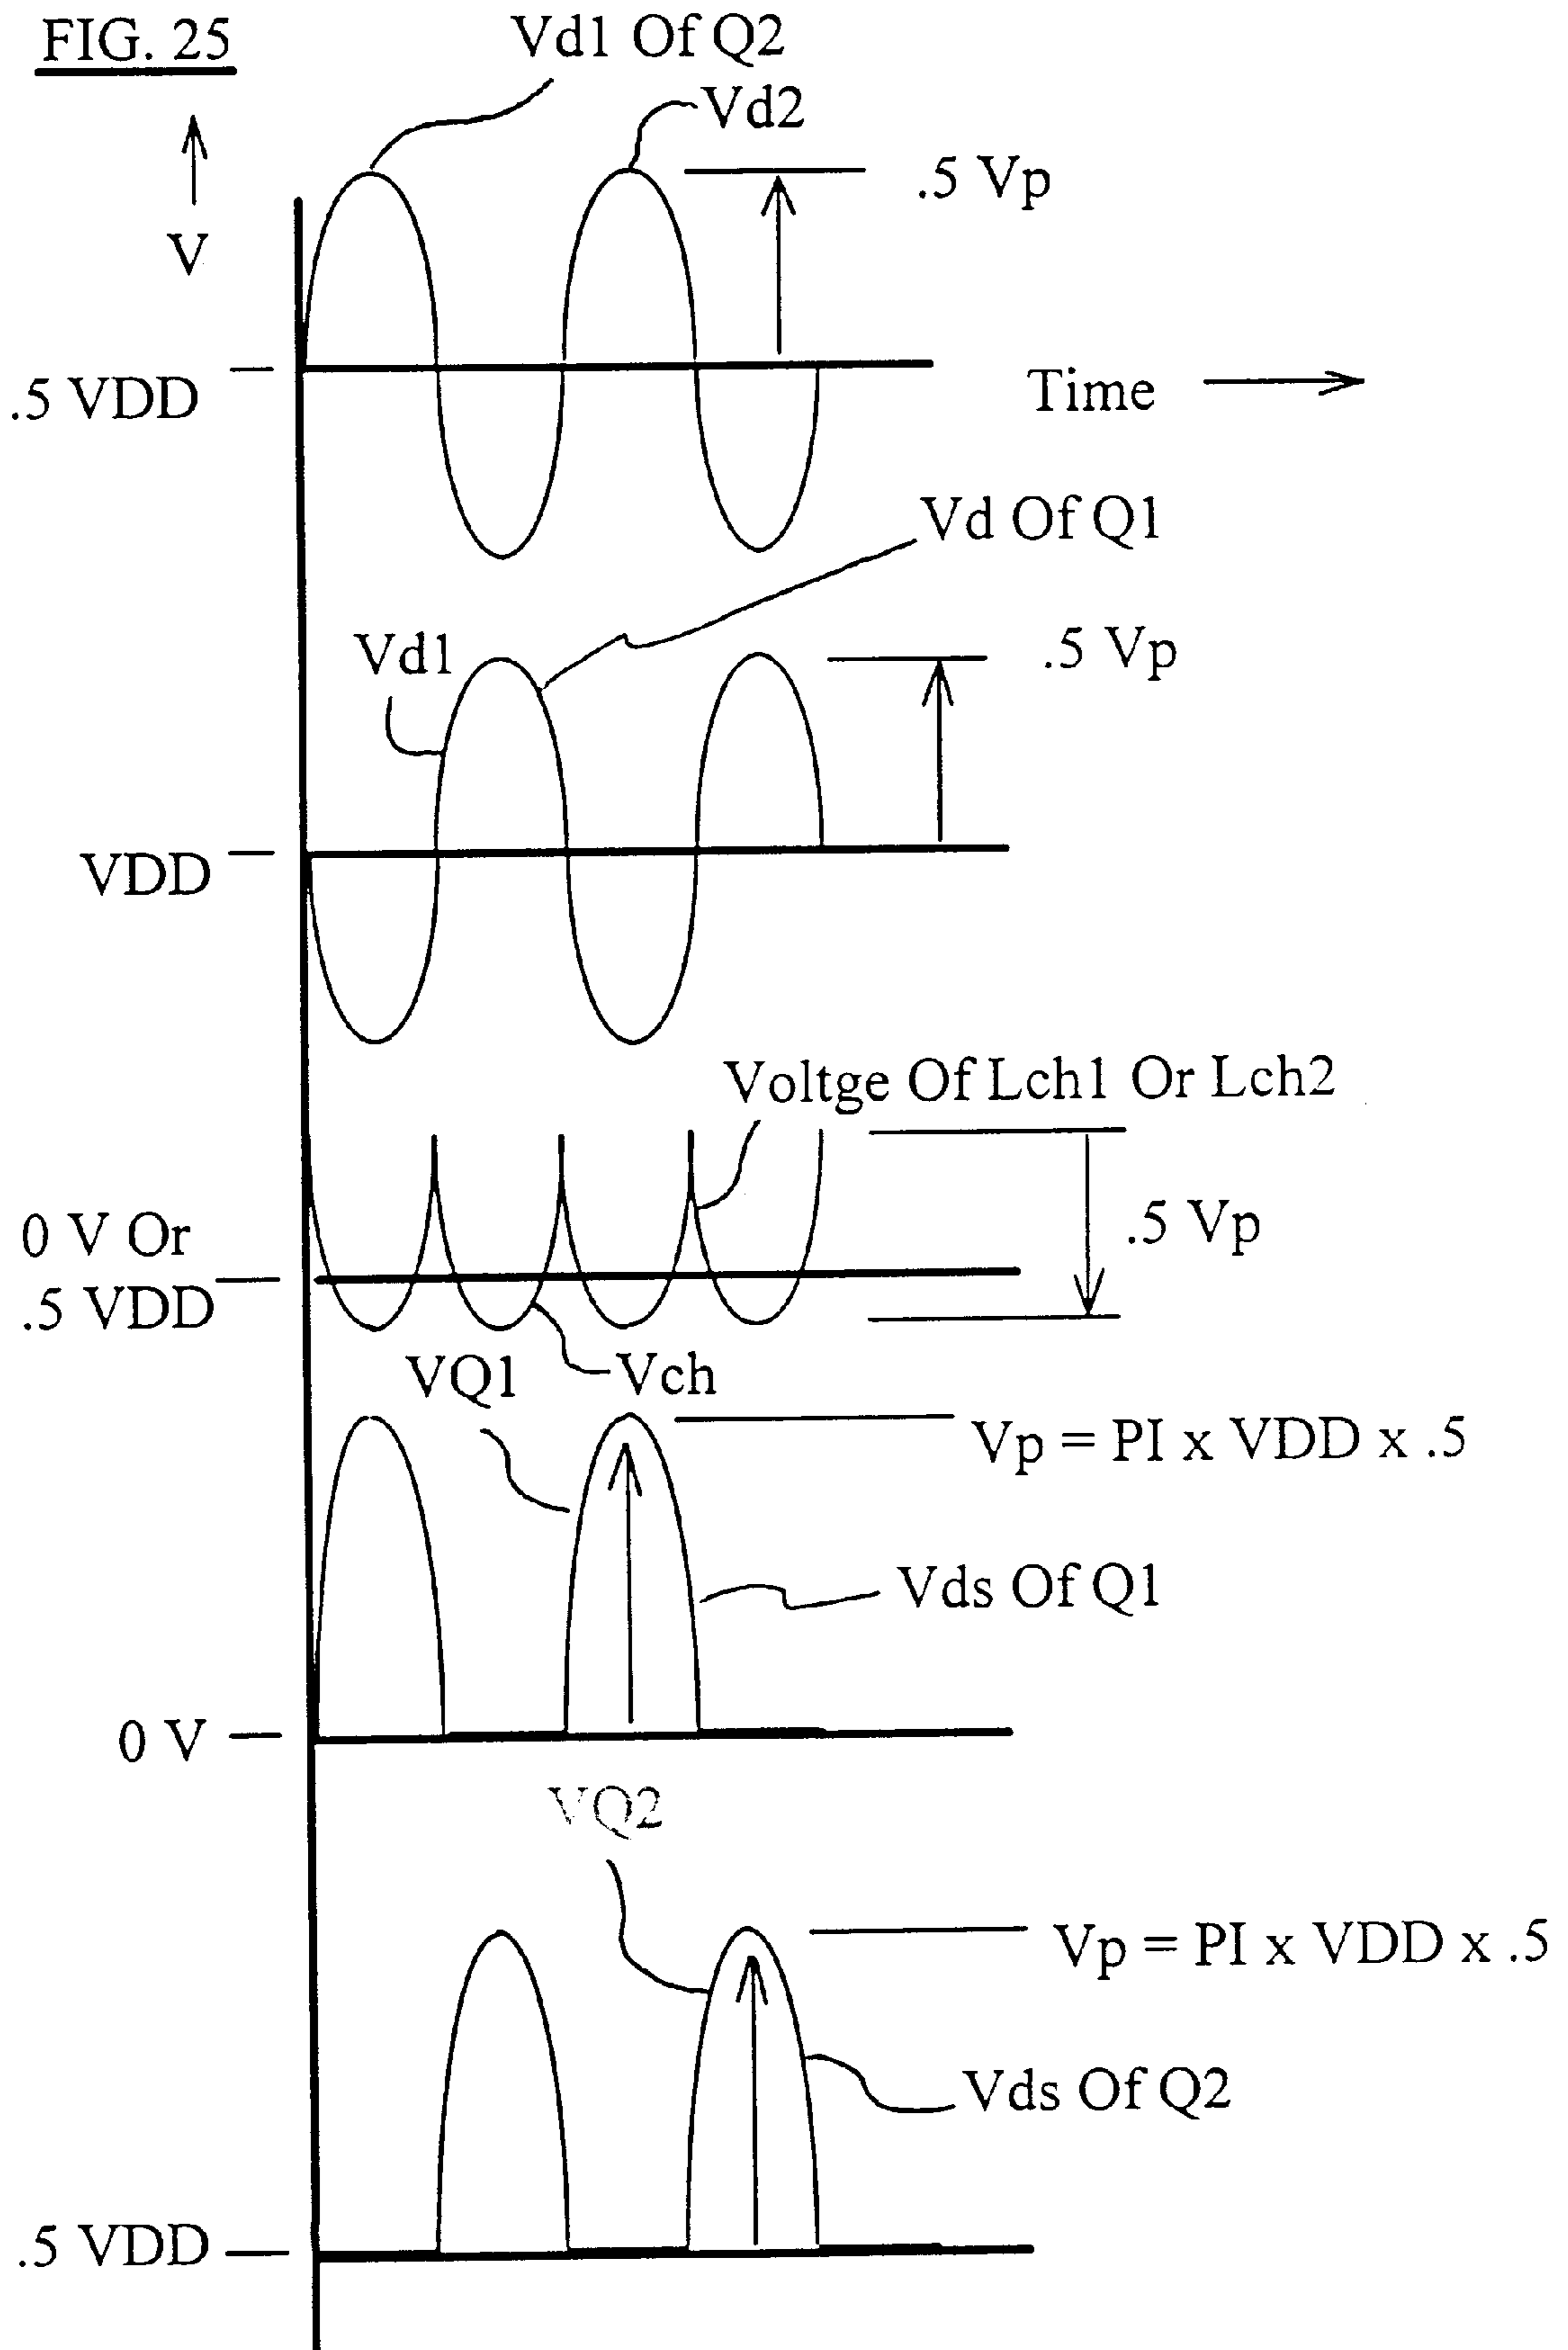 FIG. 25
Vd1 Of Q2
Vd2
.5 Vp
V
.5 VDD
Time
Vd Of Q1
Vd1
.5 Vp
VDD
Voltge Of Lch1 Or Lch2
0 V Or
.5 VDD
.5 Vp
VQ1
Vch
Vp = PI x VDD x .5
Vds Of Q1
0 V
VQ2
Vp = PI x VDD x .5
Vds Of Q2
.5 VDD